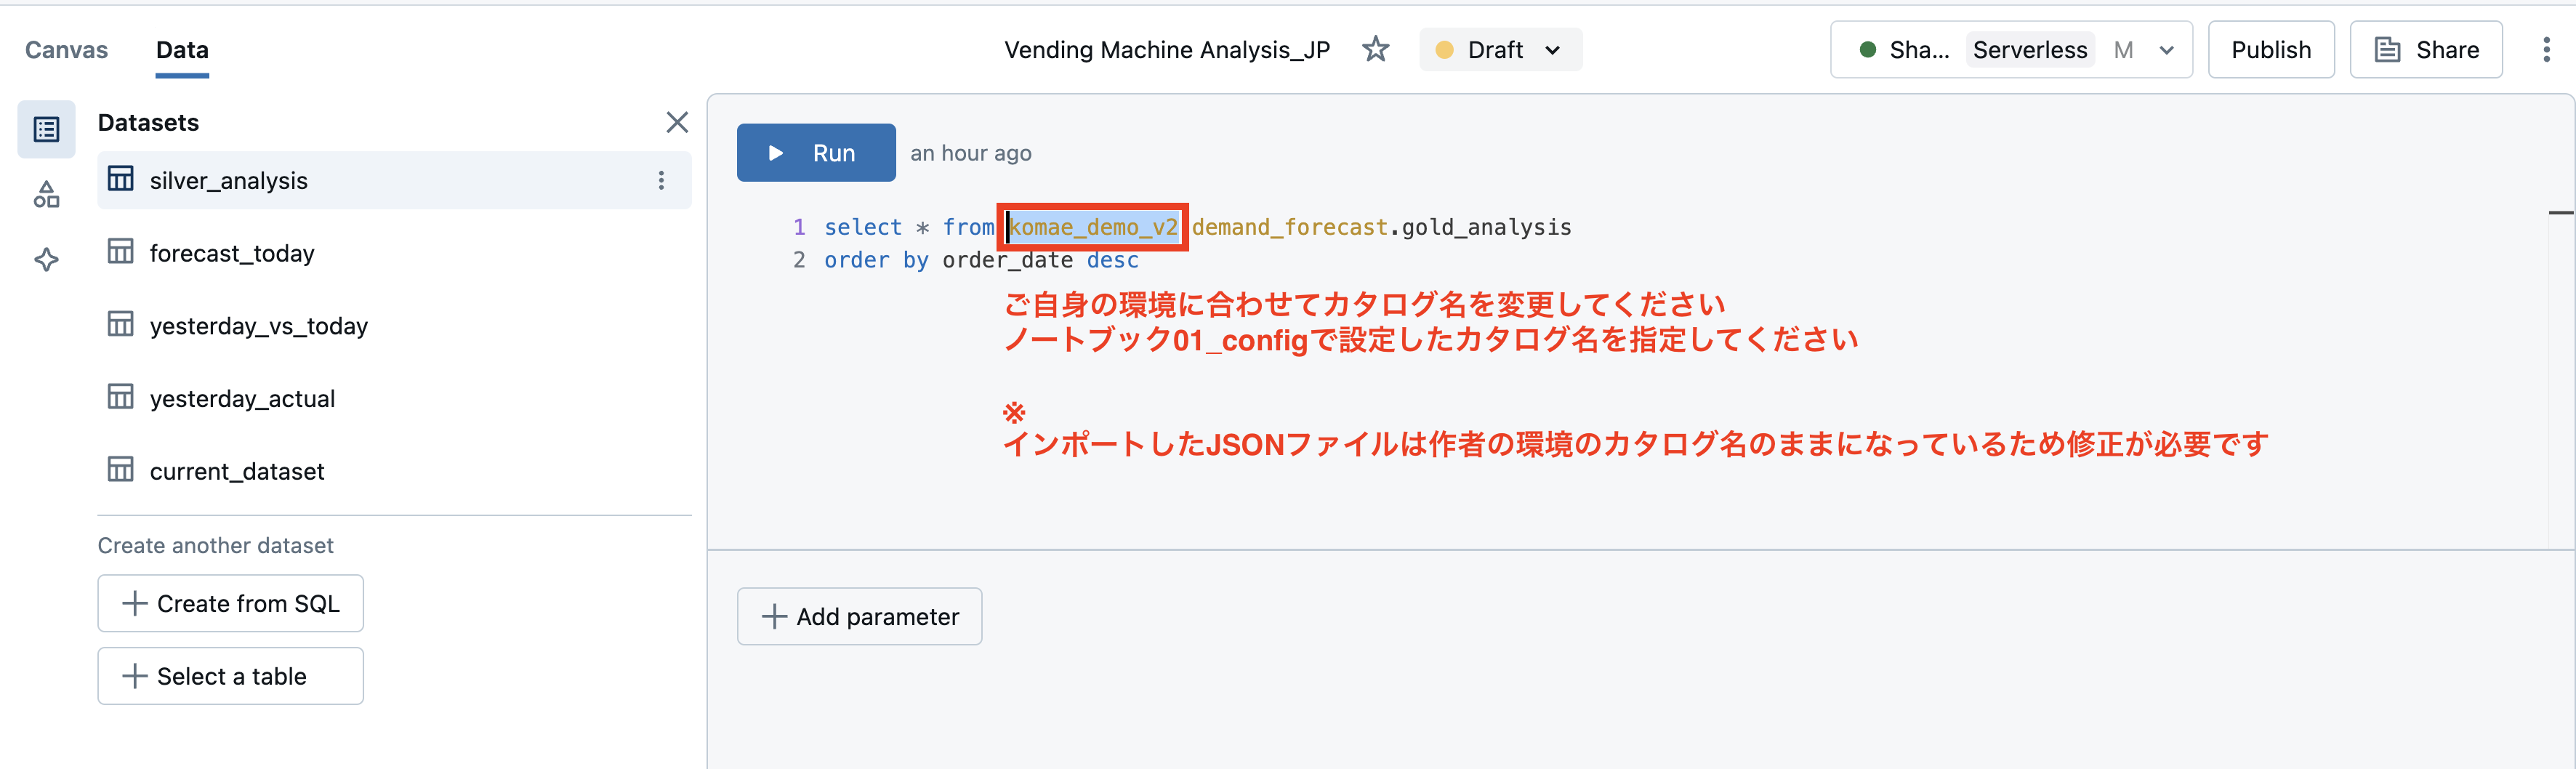 Canvas
Data
Vending Machine Analysis_JP
Draft
Sha...
Serverless
M
Publish
Share
Datasets
silver_analysis
forecast_today
yesterday_vs_today
yesterday_actual
current_dataset
Create another dataset
Create from SQL
Select a table
Run
an hour ago
1 select * from komae_demo_v2 demand_forecast.gold_analysis
2 order by order_date desc
ご自身の環境に合わせてカタログ名を変更してください
ノートブック01_configで設定したカタログ名を指定してください
※
インポートしたJSONファイルは作者の環境のカタログ名のままになっているため修正が必要です
Add parameter